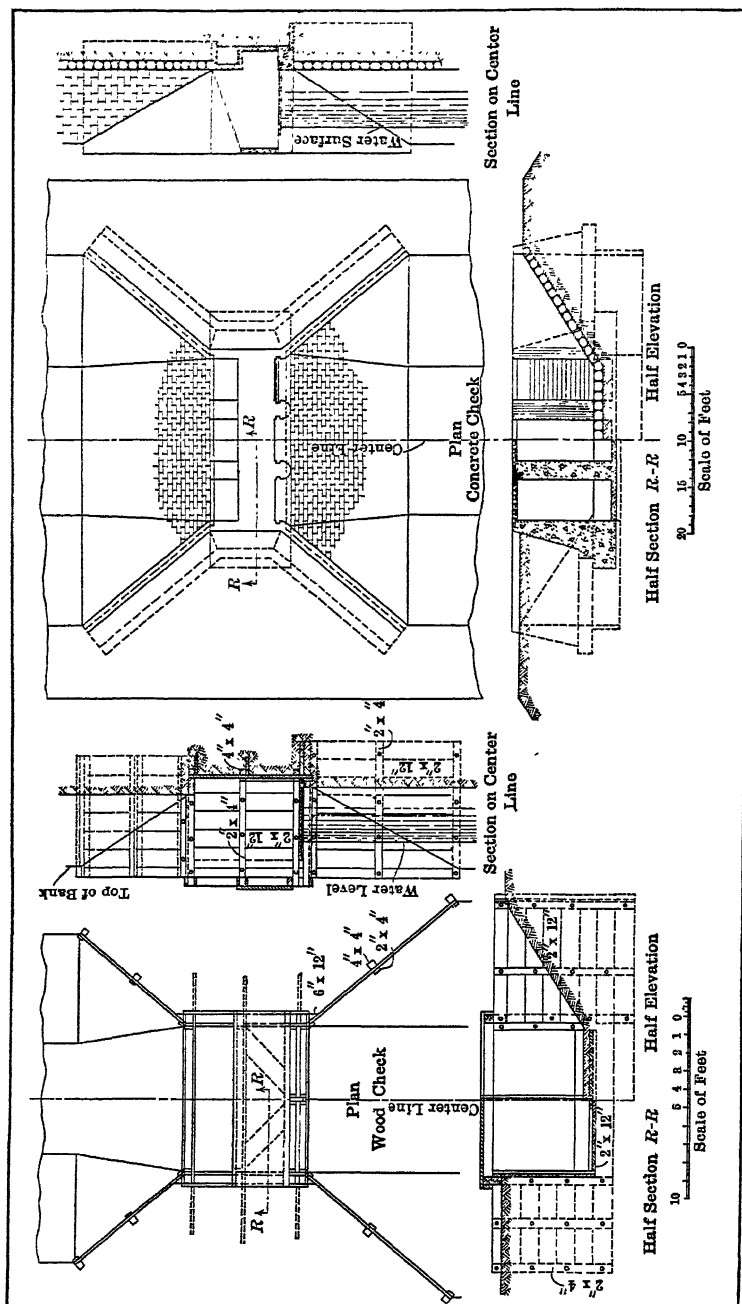 Water Surface
Section on Center
Line
R
R
Center Line
Plan
Concrete Check
Half Elevation
Half Section R-R
5 4 3 2 1 0
10
15
20
Scale of Feet
Top of Bank
4" x 4"
2" x 4"
2" x 12"
2" x 4"
2" x 12"
Water Level
Section on Center
Line
4" x 4"
2" x 4"
6" x 12"
R
R
Plan
Wood Check
Center Line
2" x 12"
Half Elevation
2" x 12"
Half Section R-R
2" x 4"
10
5 4 3 2 1 0
Scale of Feet